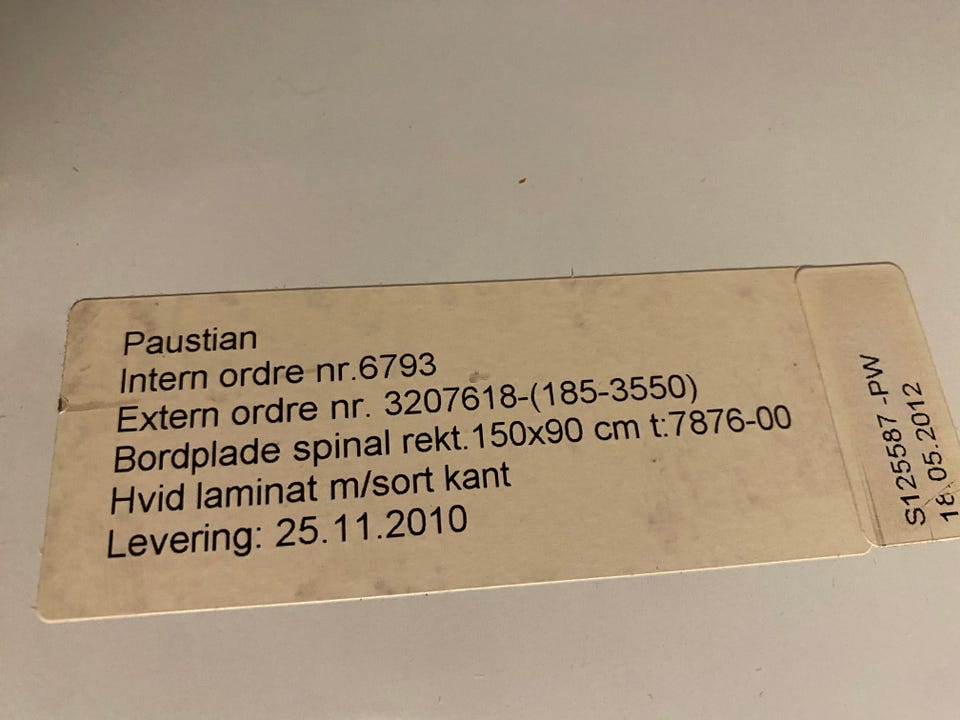 Paustian
Intern ordre nr.6793
Extern ordre nr. 3207618-(185-3550)
Bordplade spinal rekt.150x90 cm t:7876-00
Hvid laminat m/sort kant
Levering: 25.11.2010
S125587 -PW
18.05.2012